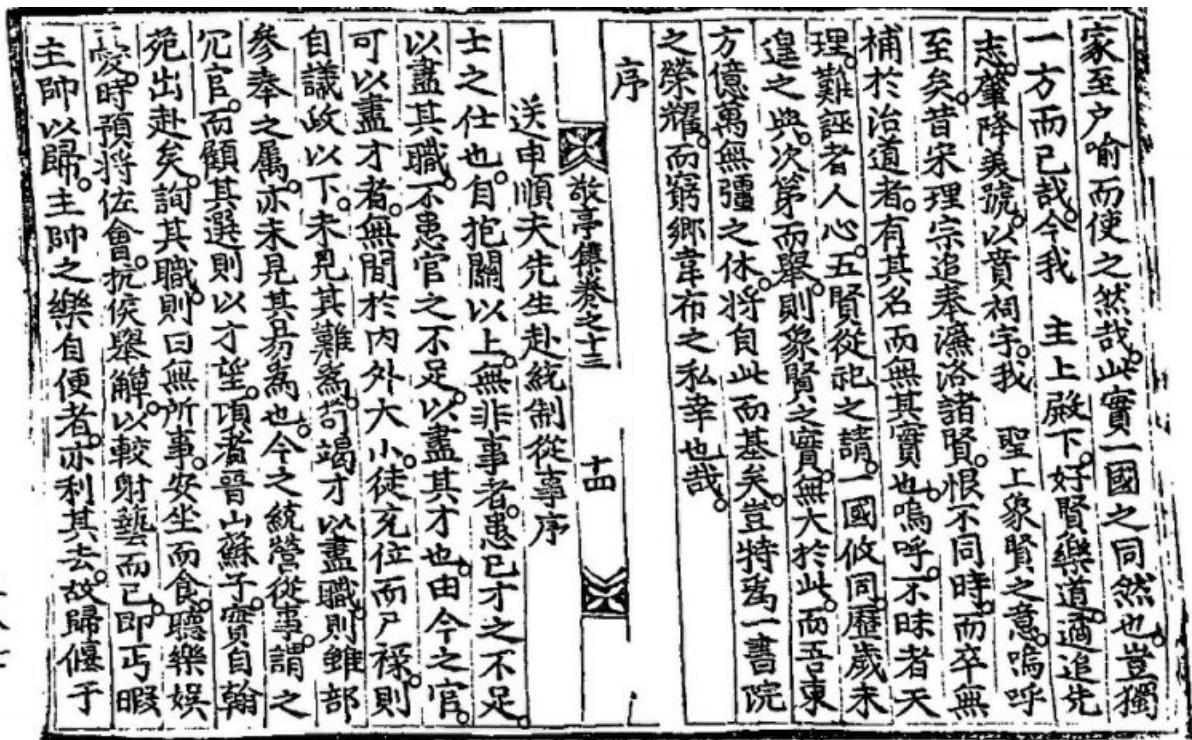 家至戶喻而使之然哉此實一國之同然也豈獨
一方而已哉今我 主上殿下好賢樂道遹追先
志肇降美號以賁祠宇我 聖上象賢之意嗚呼
至矣昔宋理宗追奉濂洛諸賢恨不同時而卒無
補於治道者有其名而無其實也嗚呼不昧者天
理難誣者人心五賢從祀之請一國攸同歷歲未
遑之典次第而舉則象賢之實無大於此而吾東
方億萬無疆之休將自此而基矣豈特爲一書院
之榮耀而窮鄕韋布之私幸也哉
序
敬亭集卷之十三 十四
送申順夫先生赴統制從事序
士之仕也自抱關以上無非事者患已才之不足
以盡其職不患官之不足以盡其才也由今之官
可以盡才者無間於內外大小徒充位而尸祿則
自議政以下未見其難爲苟竭才以盡職則雖部
參奉之屬亦未見其易爲也今之統營從事謂之
冗官而顧其選則以才望頃者晉山蘇子實自翰
苑出赴矣詢其職則曰無所事安坐而食聽樂娛
時預將佐會抗侯舉觶以較射藝而已卽丐暇
主帥以歸主帥之樂自便者亦利其去故歸偃于